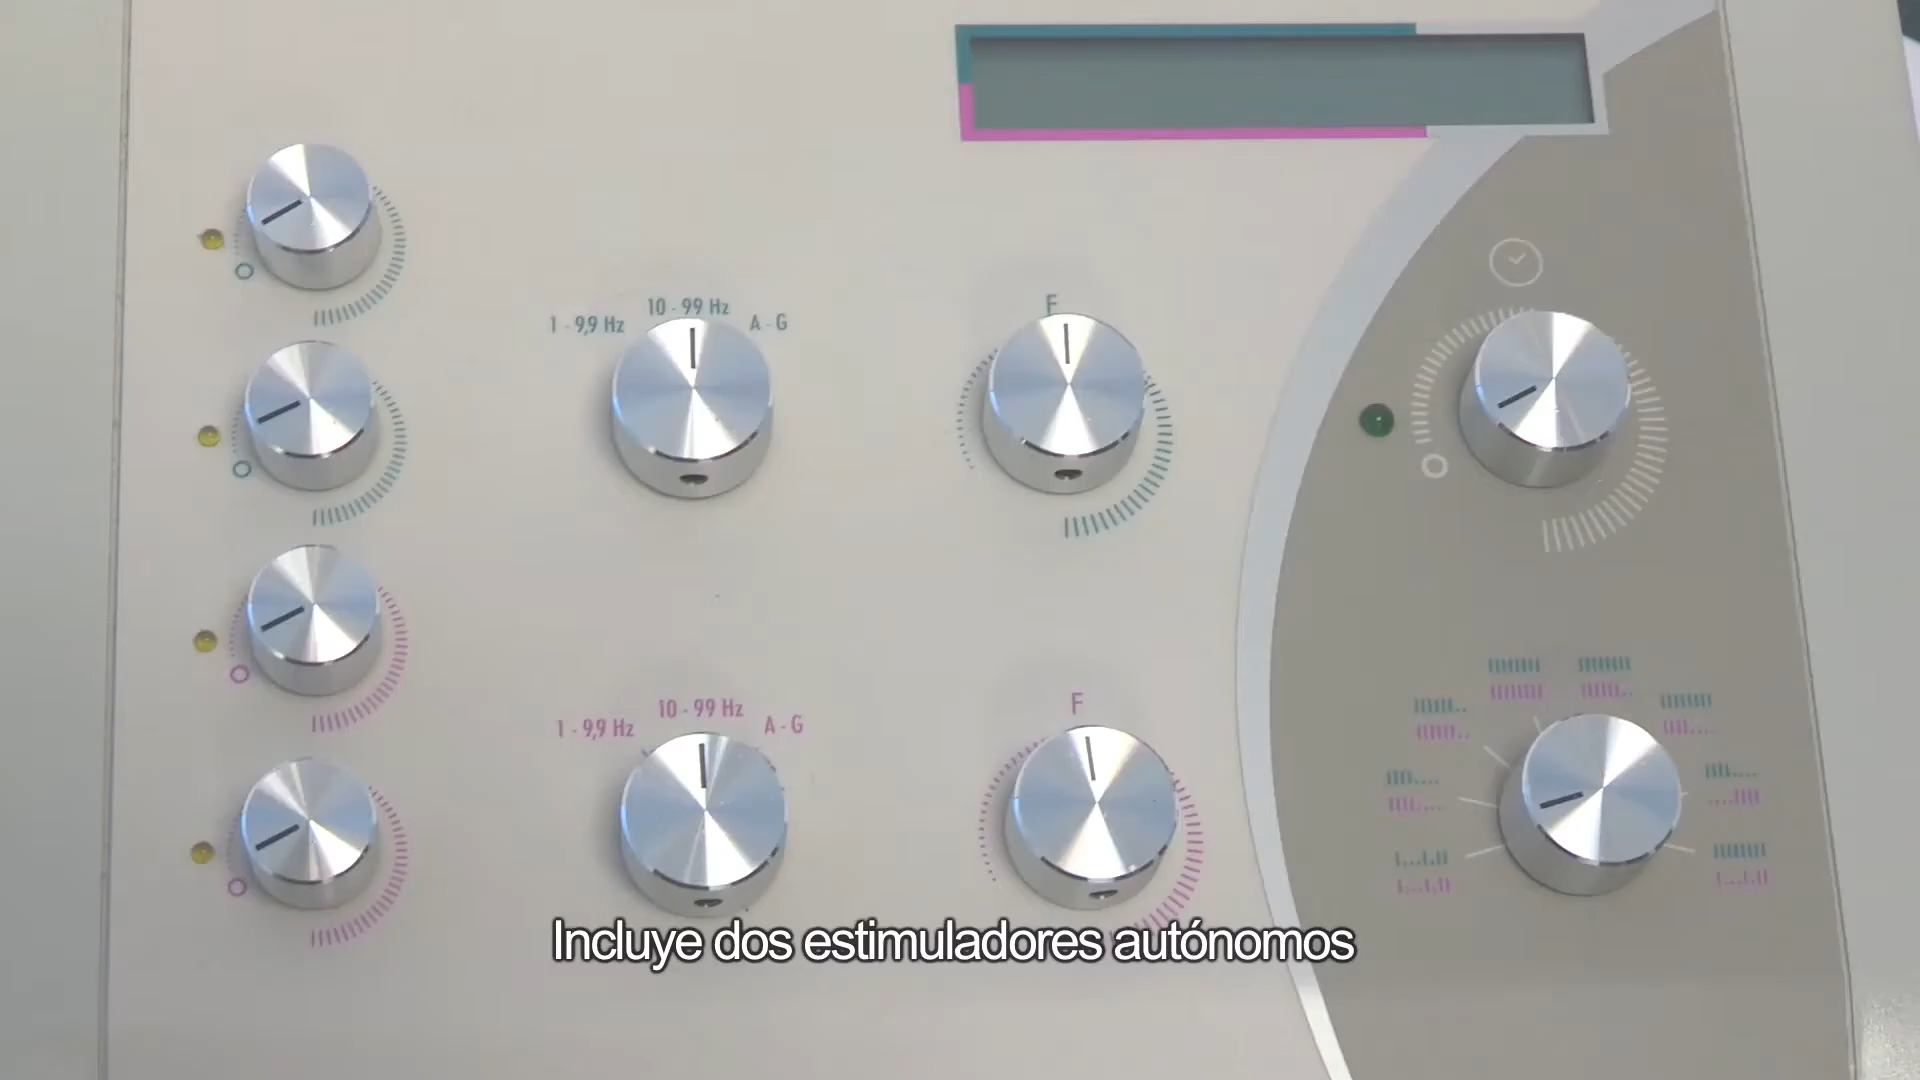 1 - 9,9 Hz
10 - 99 Hz
A - G
F
1 - 9,9 Hz
10 - 99 Hz
A - G
F
Incluye dos estimuladores autónomos